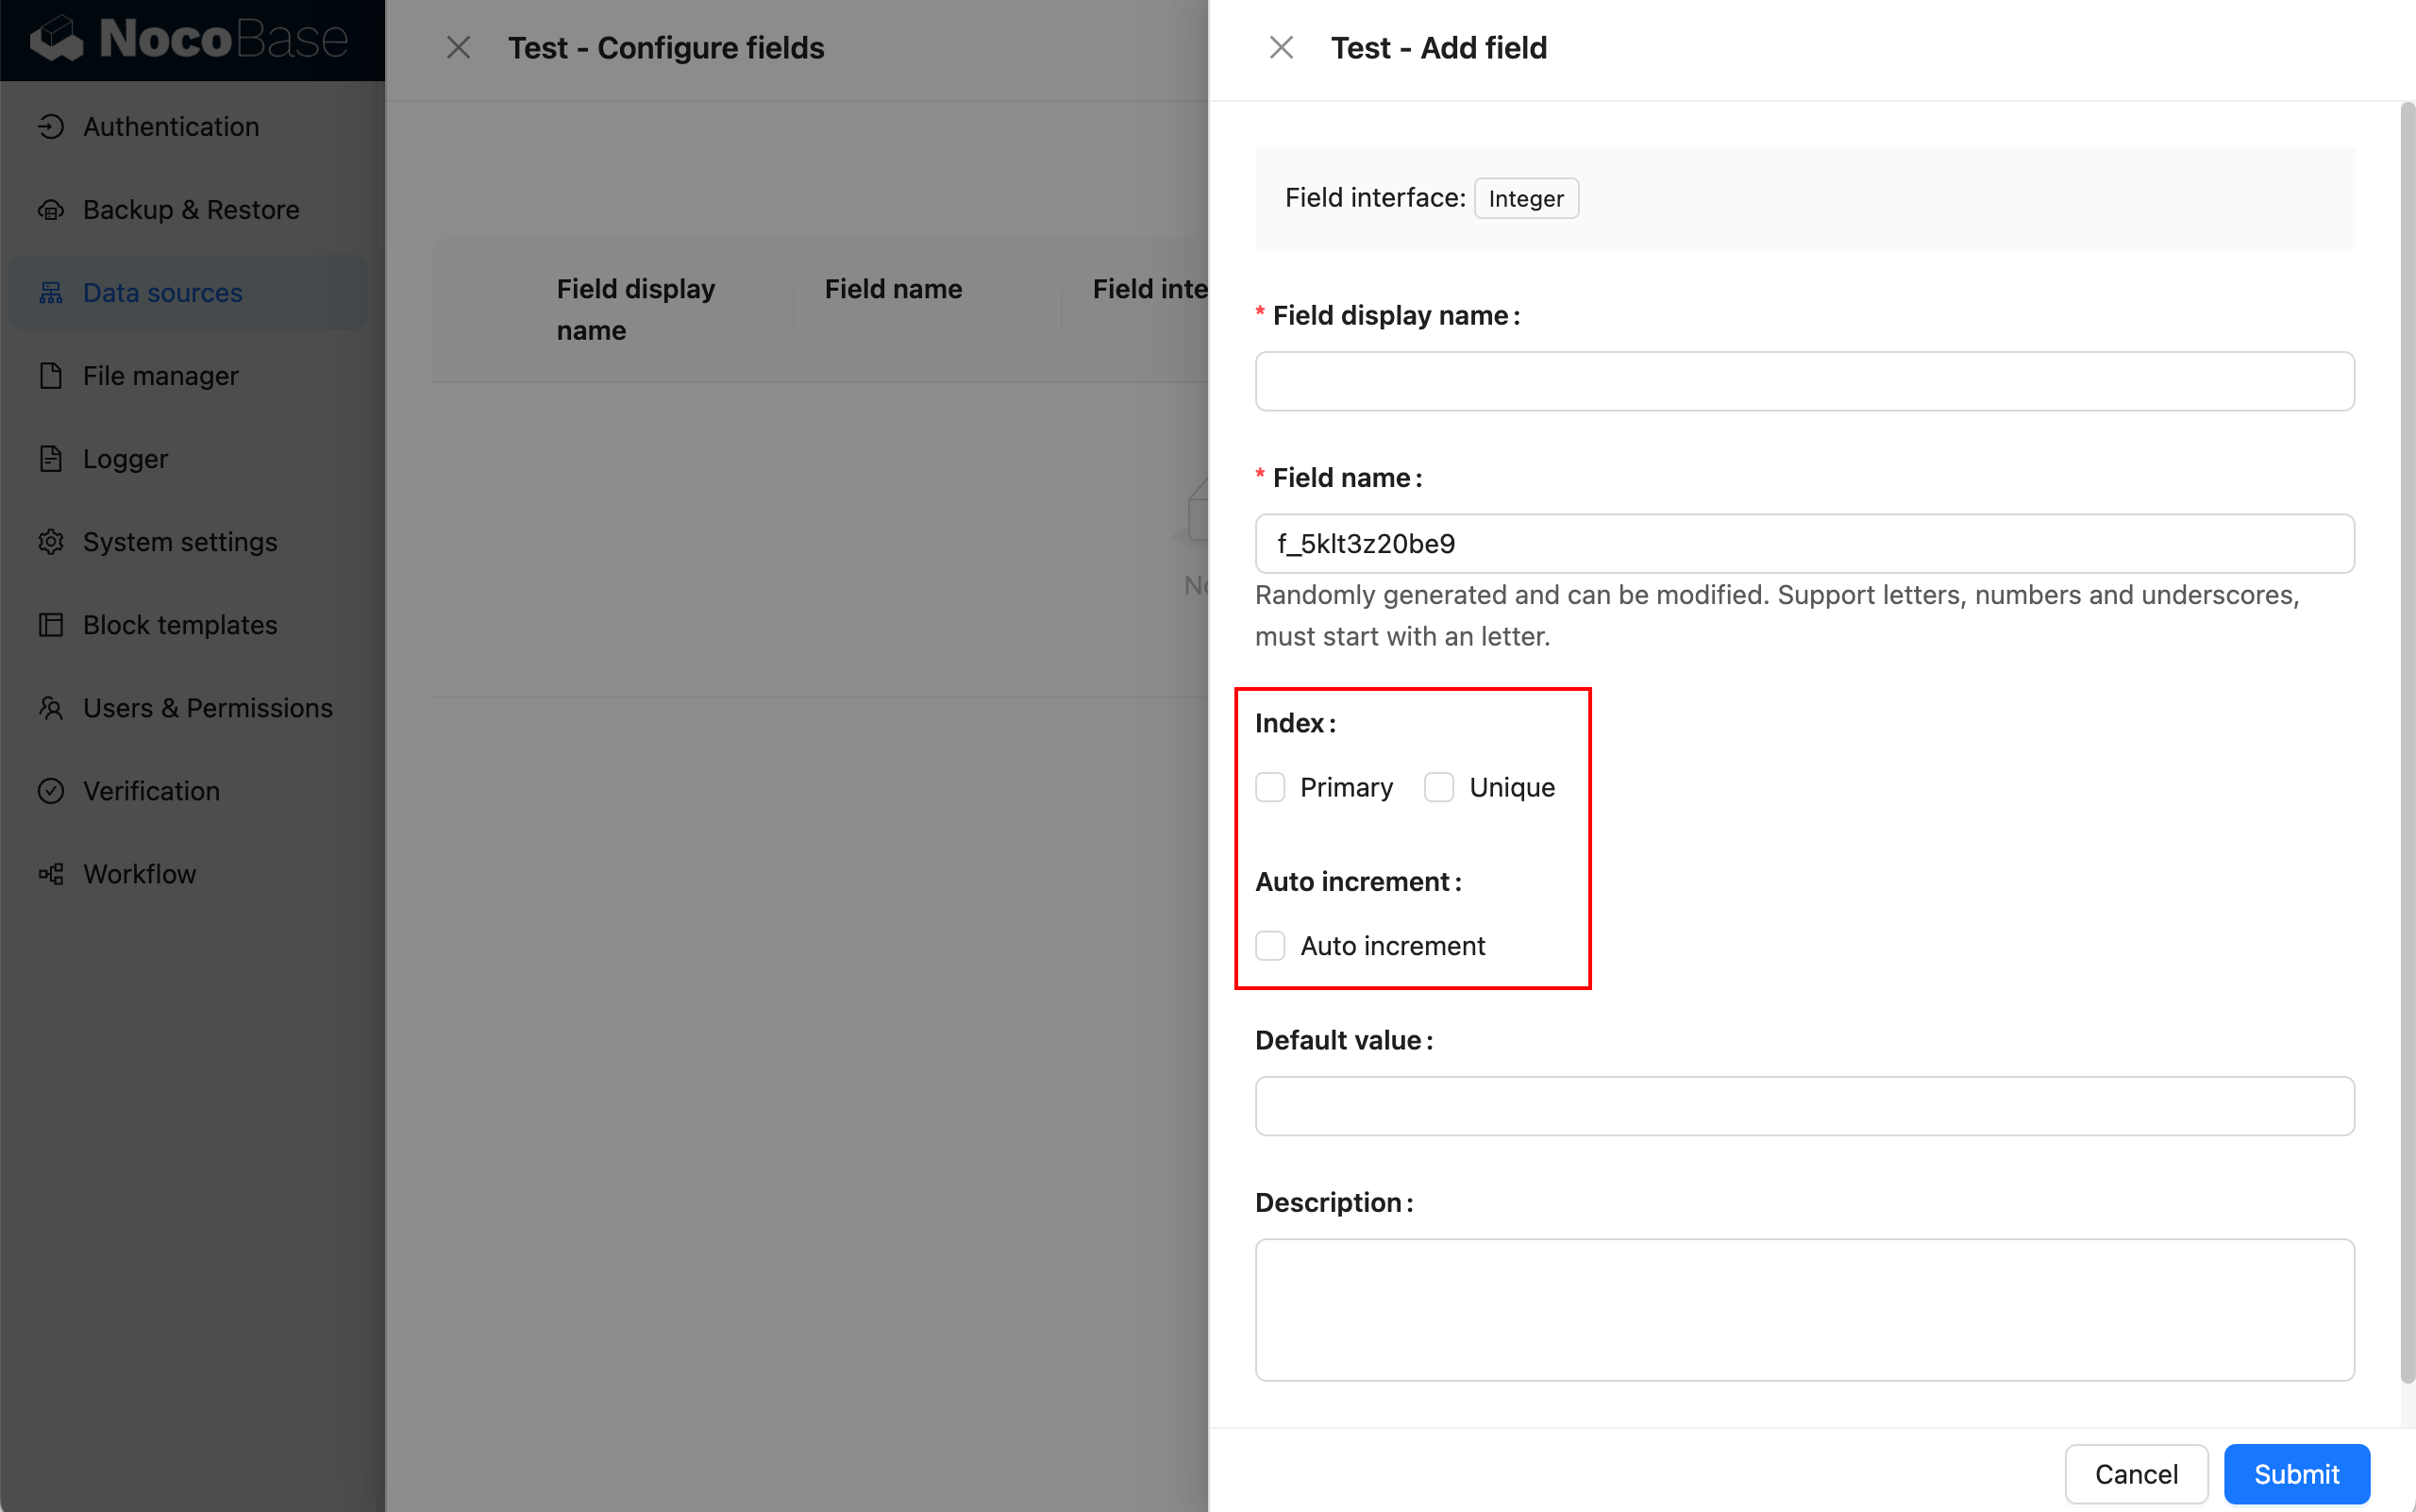 NocoBase
Authentication
Backup & Restore
Data sources
File manager
Logger
System settings
Block templates
Users & Permissions
Verification
Workflow
Test - Configure fields
Field display
name
Field name
Field inte
No
Test - Add field
Field interface: Integer
* Field display name:
* Field name:
f_5klt3z20be9
Randomly generated and can be modified. Support letters, numbers and underscores,
must start with an letter.
Index:
Primary Unique
Auto increment:
Auto increment
Default value:
Description:
Cancel Submit